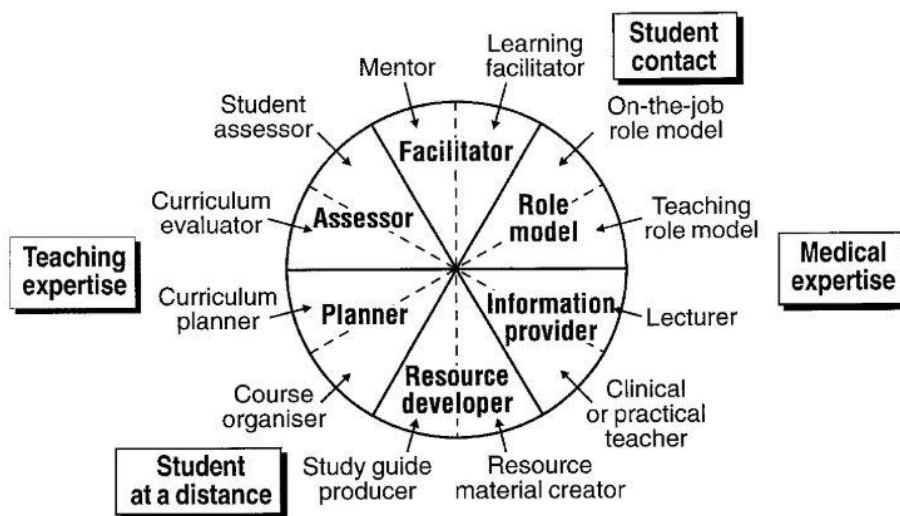 Student
contact
Learning
facilitator
Mentor
Student
assessor
On-the-job
role model
Facilitator
Curriculum
evaluator
Assessor
Role
model
Teaching
role model
Teaching
expertise
Medical
expertise
Curriculum
planner
Planner
Information
provider
Lecturer
Course
organiser
Resource
developer
Clinical
or practical
teacher
Student
at a distance
Study guide
producer
Resource
material creator